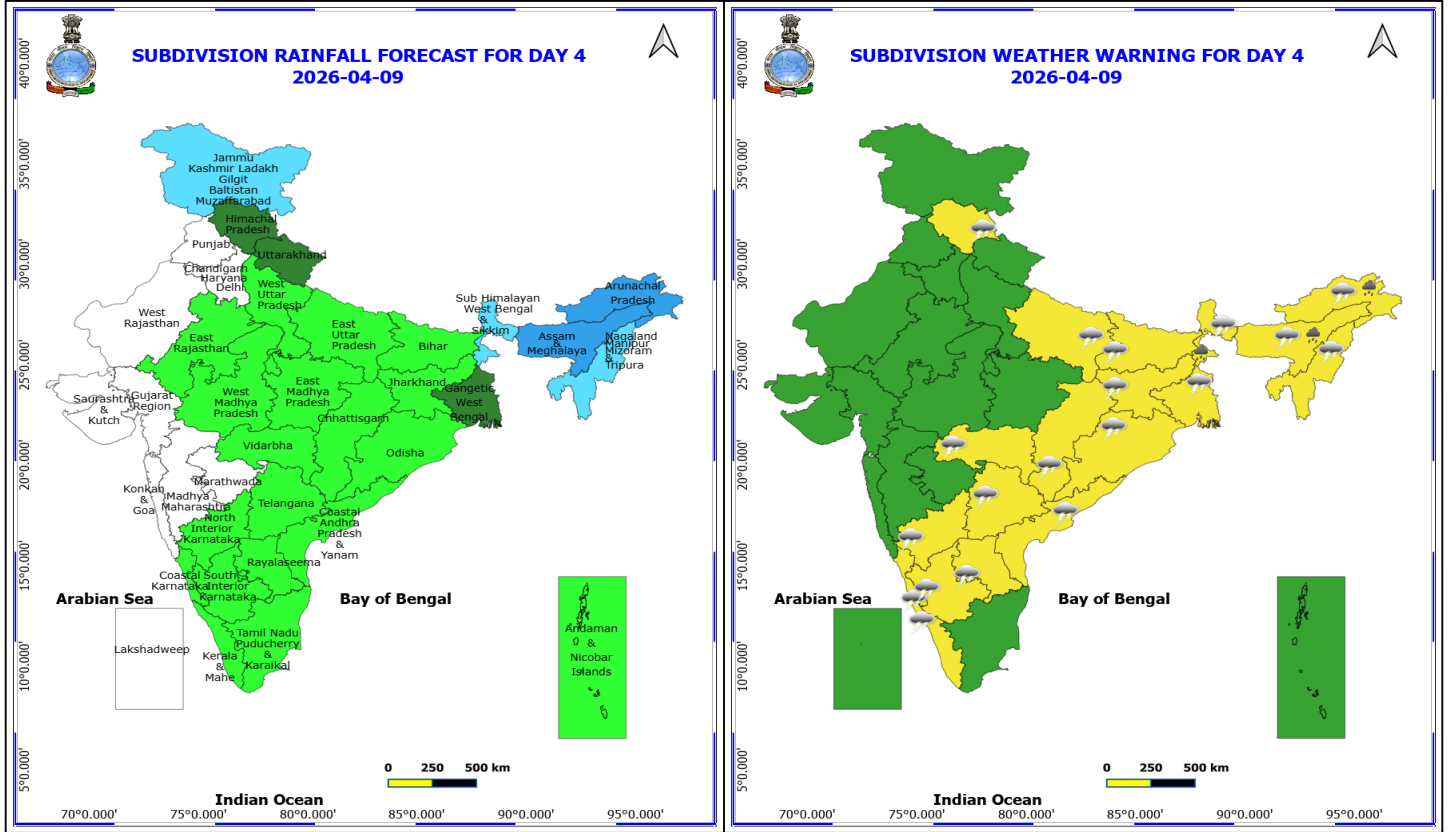 SUBDIVISION RAINFALL FORECAST FOR DAY 4
2026-04-09
40°0.000'
35°0.000'
30°0.000'
25°0.000'
20°0.000'
15°0.000'
10°0.000'
5°0.000'
Jammu
Kashmir Ladakh
Gilgit
Baltistan
Muzaffarabad
Himachal
Pradesh
Punjab
Uttarakhand
Chandigarh
Haryana
Delhi
West
Uttar
Pradesh
West
Rajasthan
East
Rajasthan
East
Uttar
Pradesh
Bihar
Sub Himalayan
West Bengal
&
Sikkim
Arunachal
Pradesh
Assam
&
Meghalaya
Nagaland
Manipur
Mizoram
&
Tripura
Saurashtra
&
Kutch
Gujarat
Region
West
Madhya
Pradesh
East
Madhya
Pradesh
Jharkhand
Gangetic
West
Bengal
Chhattisgarh
Vidarbha
Odisha
Konkan
&
Goa
Madhya
Maharashtra
Marathwada
Telangana
North
Interior
Karnataka
Coastal
Andhra
Pradesh
&
Yanam
Rayalaseema
Coastal
Karnataka
South
Interior
Karnataka
Arabian Sea
Bay of Bengal
Lakshadweep
Kerala
&
Mahe
Tamil Nadu
Puducherry
&
Karaikal
Andaman
&
Nicobar
Islands
0 250 500 km
Indian Ocean
70°0.000' 75°0.000' 80°0.000' 85°0.000' 90°0.000' 95°0.000'
SUBDIVISION WEATHER WARNING FOR DAY 4
2026-04-09
40°0.000'
35°0.000'
30°0.000'
25°0.000'
20°0.000'
15°0.000'
10°0.000'
5°0.000'
Arabian Sea
Bay of Bengal
0 250 500 km
Indian Ocean
70°0.000' 75°0.000' 80°0.000' 85°0.000' 90°0.000' 95°0.000'